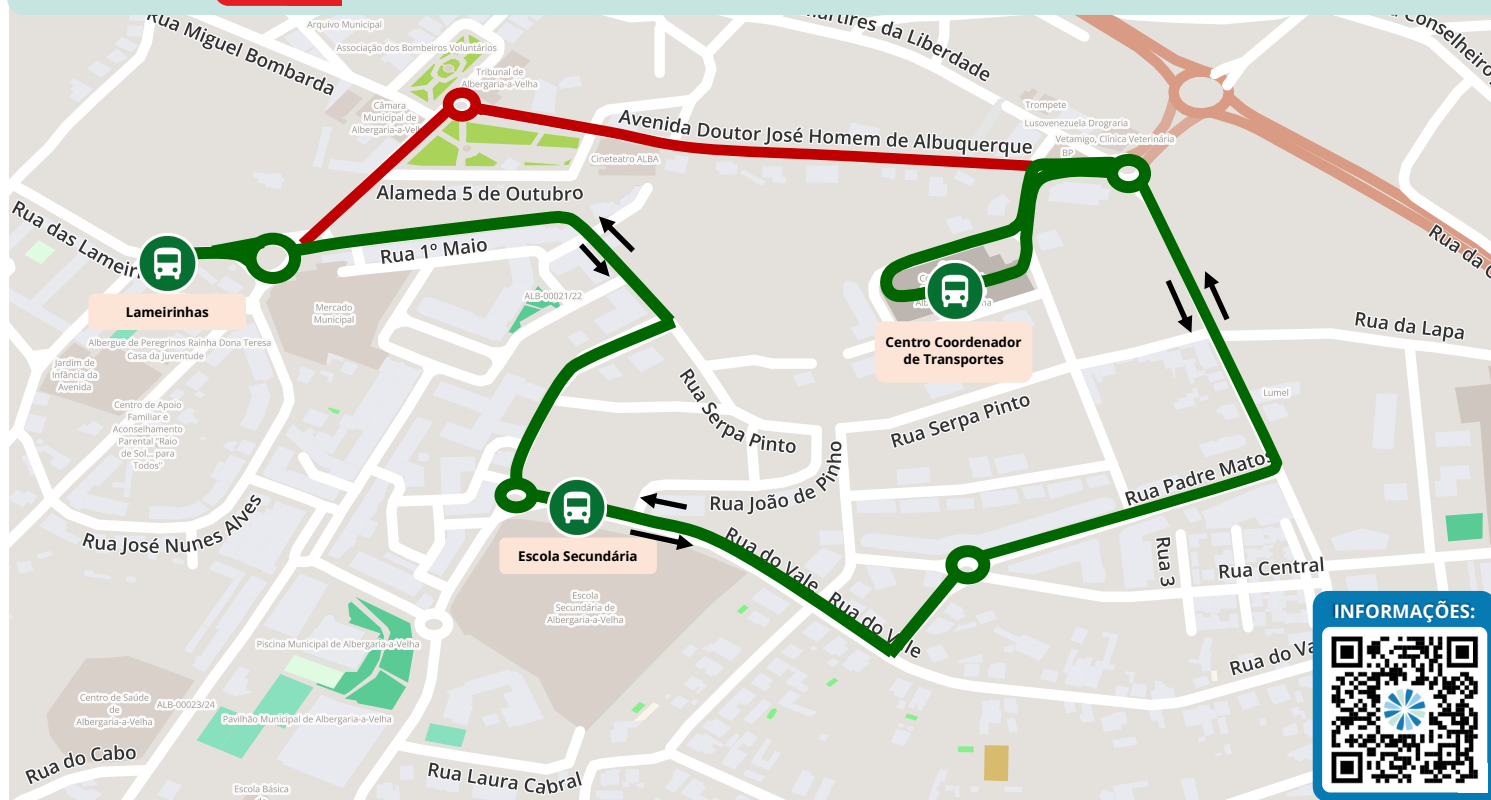 Rua Miguel Bombarda
Arquivo Municipal
Associação dos Bombeiros Voluntários
Tribunal de
Albergaria-a-Velha
Câmara
Municipal de
Mártires da Liberdade
Conselheiro
Avenida Doutor José Homem de Albuquerque
Trompete
Lusovenezuela Drograria
Vetamigo, Clínica Veterinária
BP
Cineteatro ALBA
Alameda 5 de Outubro
Rua das
Rua 1º Maio
Rua da
Lameirinhas
Mercado
Municipal
ALB-00021/22
Albergue de Peregrinos Rainha Dona Teresa
Casa da Juventude
Jardim de
Infância da
Avenida
Centro Coordenador
de Transportes
Rua da Lapa
Centro de Apoio
Familiar e
Aconselhamento
Parental "Raio
de Sol... para
Todos"
Rua Serpa Pinto
Rua Serpa Pinto
Lumel
Rua João de Pinho
Rua Padre Matos
Rua José Nunes Alves
Escola Secundária
Rua do Vale
Rua do Vale
Rua 3
Rua Central
Escola
Secundária de
Albergaria-a-Velha
INFORMAÇÕES:
Piscina Municipal de Albergaria-a-Velha
Rua do
Centro de Saúde
de
Albergaria-a-Velha
ALB-00023/24
Pavilhão Municipal de Albergaria-a-Velha
Rua do Cabo
Rua Laura Cabral
Escola Básica